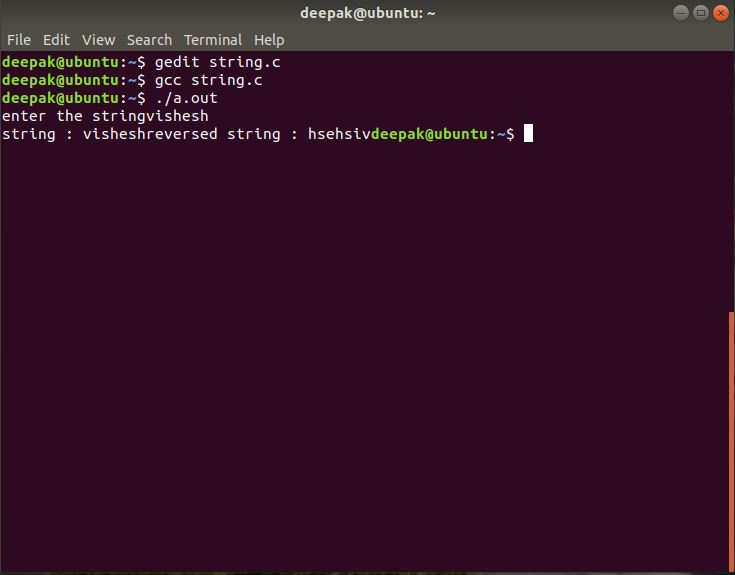 deepak@ubuntu: ~
File Edit View Search Terminal Help
deepak@ubuntu:~$ gedit string.c
deepak@ubuntu:~$ gcc string.c
deepak@ubuntu:~$ ./a.out
enter the stringvishesh
string : visheshreversed string : hsehsivdeepak@ubuntu:~$